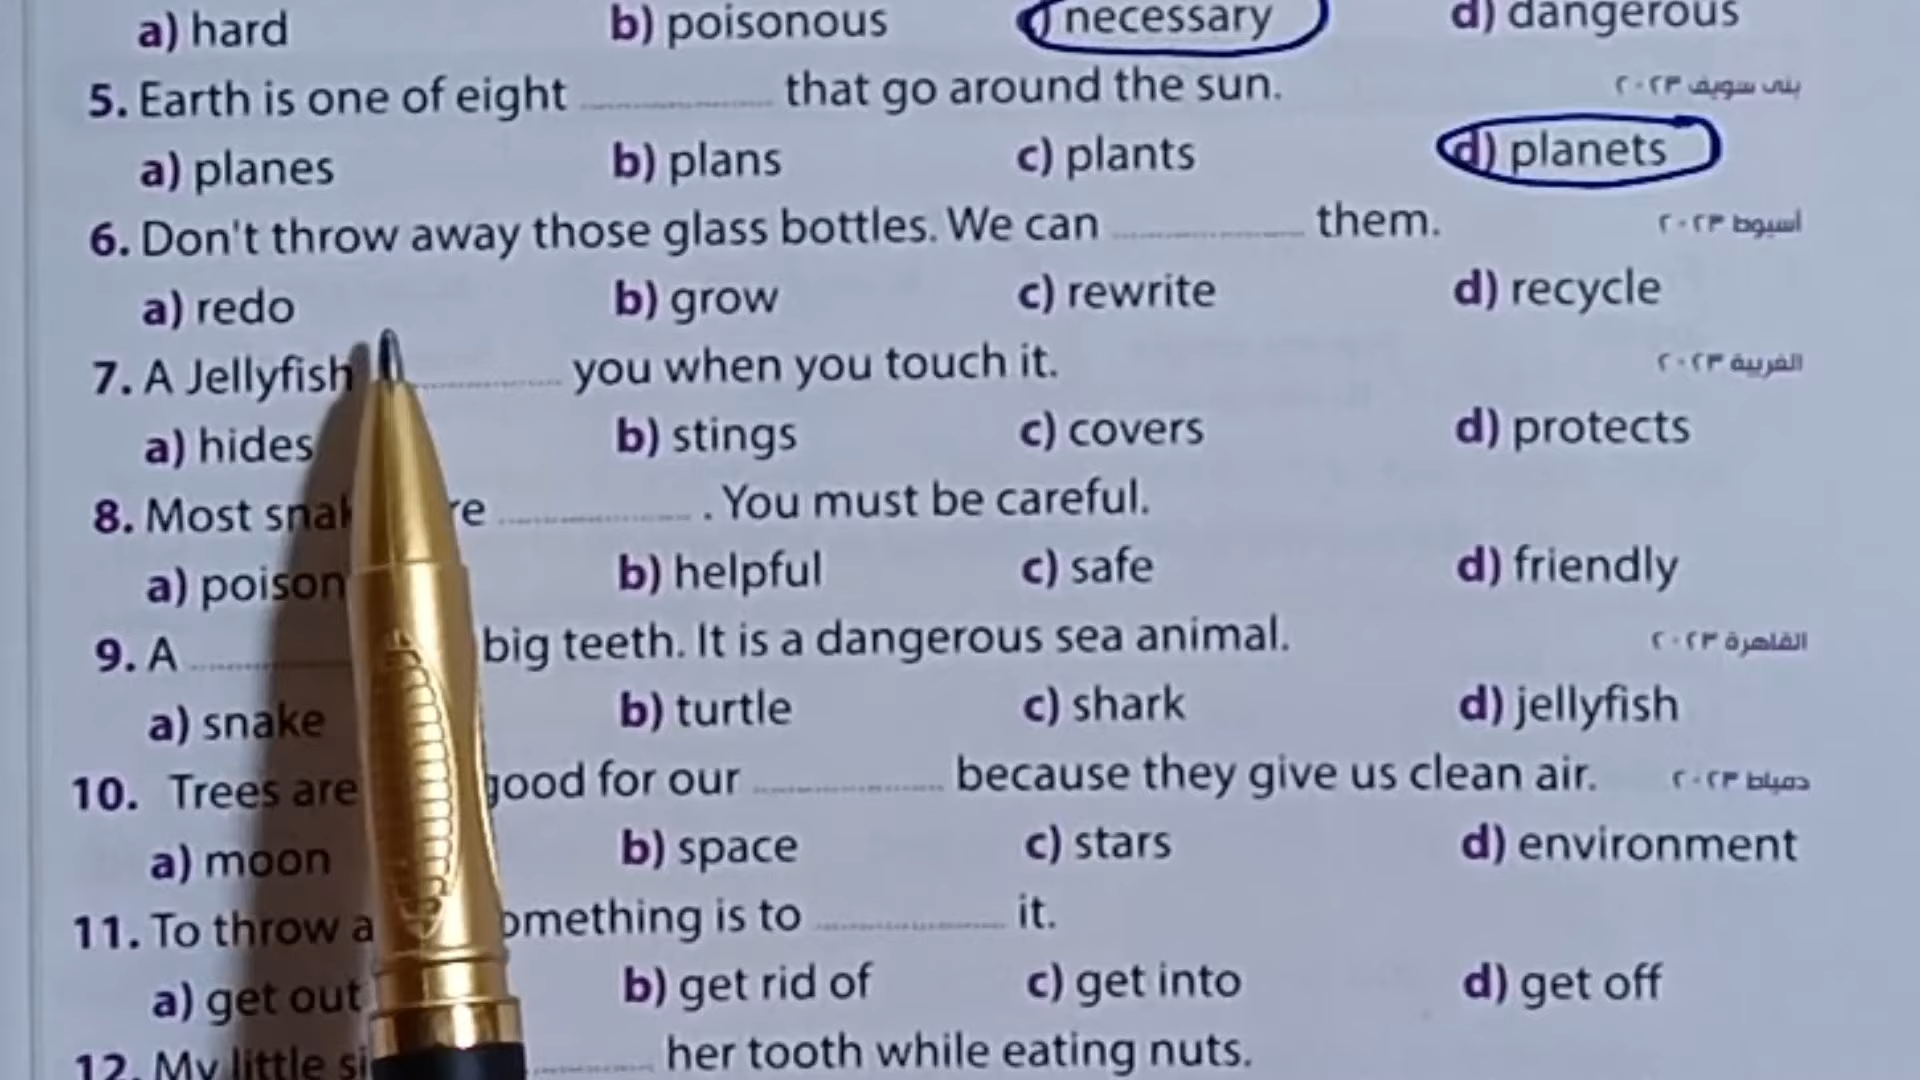 a) hard b) poisonous c) necessary d) dangerous
5. Earth is one of eight ............ that go around the sun. بنى سويف ٢٠٢٣
a) planes b) plans c) plants d) planets
6. Don't throw away those glass bottles. We can ............ them. أسيوط ٢٠٢٣
a) redo b) grow c) rewrite d) recycle
7. A Jellyfish ............ you when you touch it. الغربية ٢٠٢٣
a) hides b) stings c) covers d) protects
8. Most ............ . You must be careful.
a) b) helpful c) safe d) friendly
9. A ............ big teeth. It is a dangerous sea animal. القاهرة ٢٠٢٣
a) snake b) turtle c) shark d) jellyfish
10. Trees are good for our ............ because they give us clean air. دمياط ٢٠٢٣
a) moon b) space c) stars d) environment
11. To throw something is to ............ it.
a) get out b) get rid of c) get into d) get off
12. My little ............ her tooth while eating nuts.